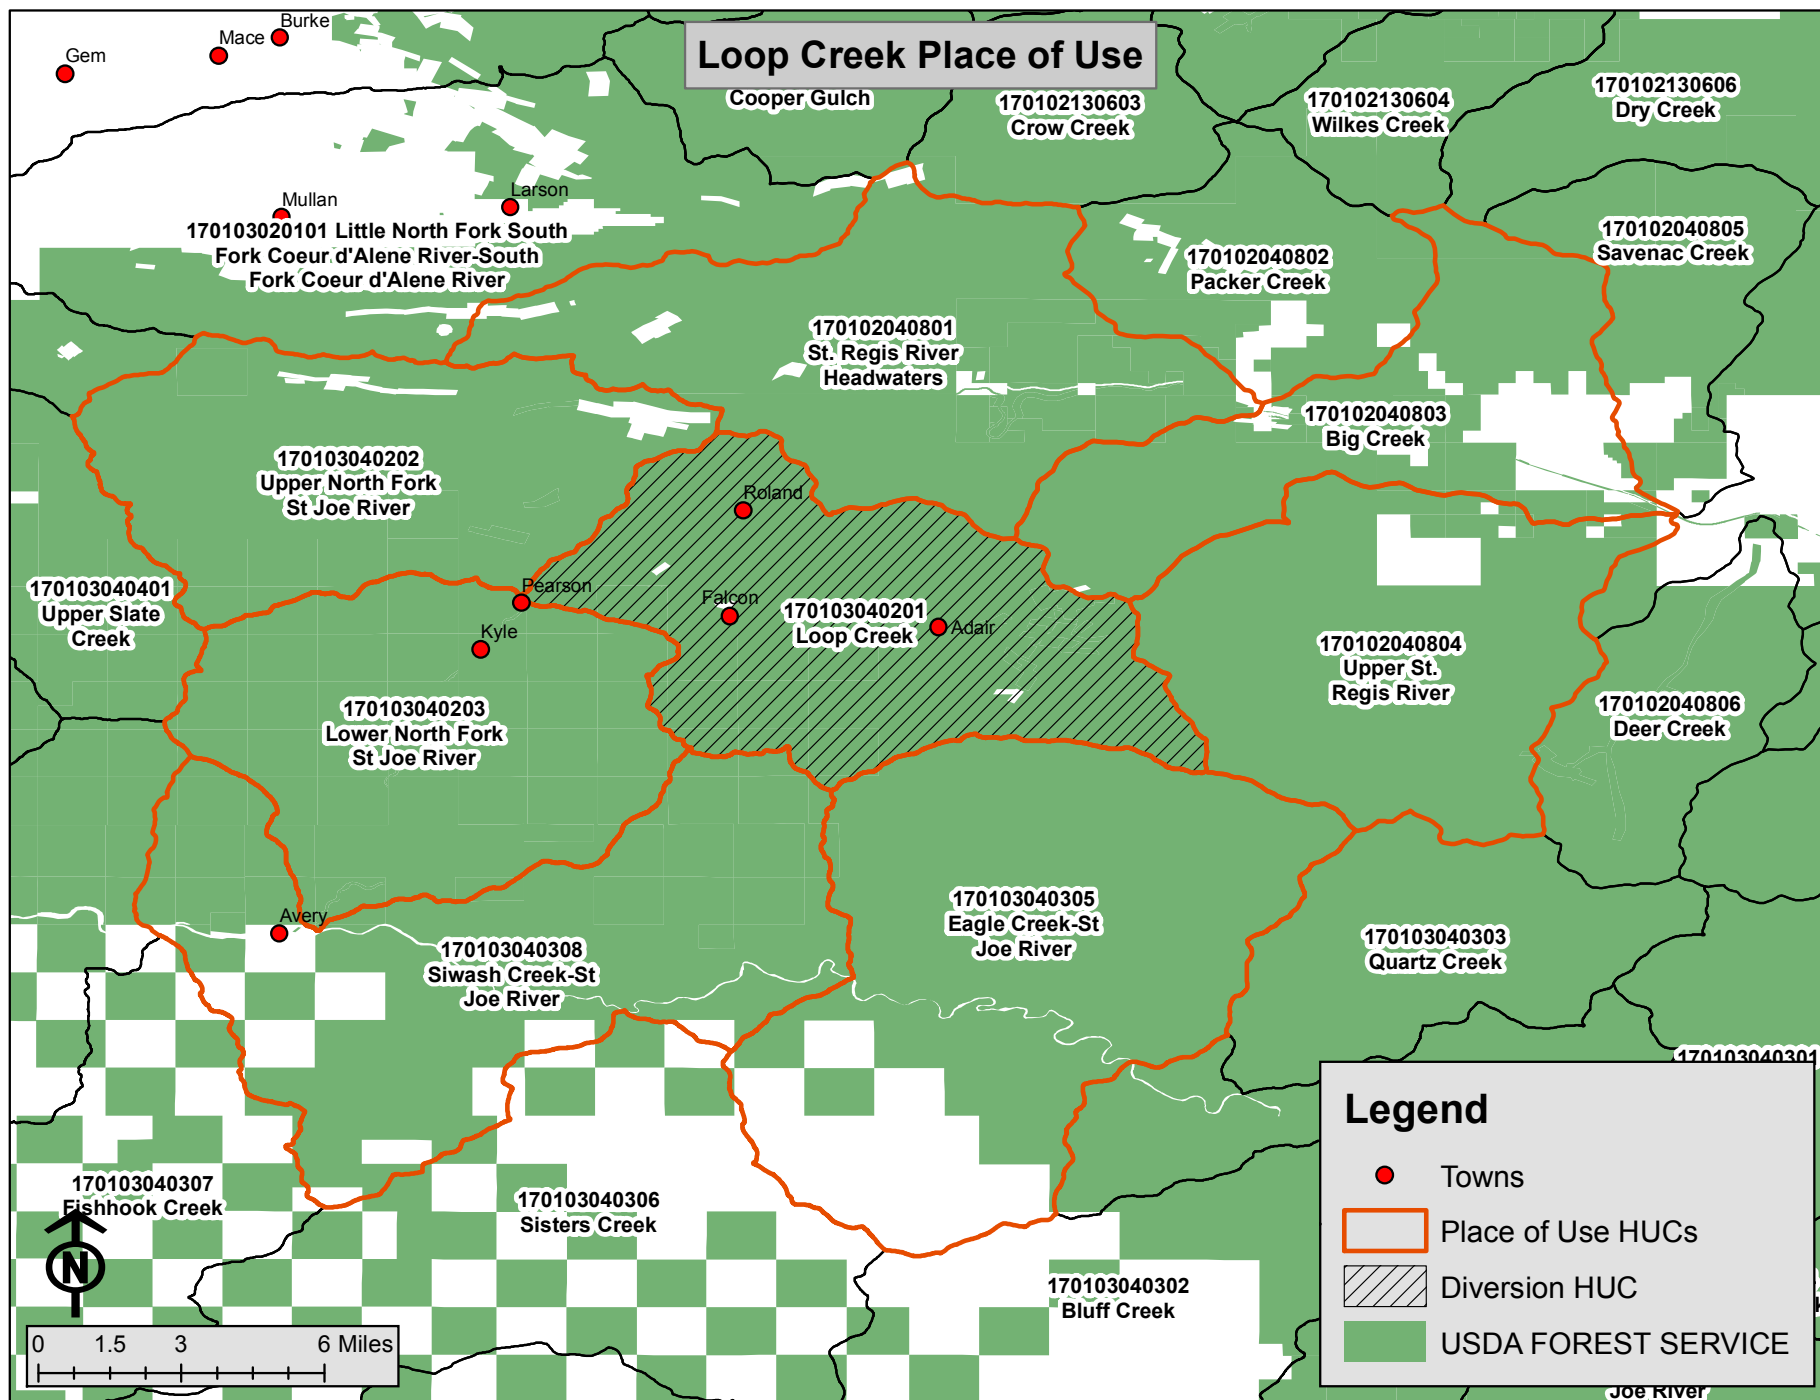 Loop Creek Place of Use
Burke
Mace
Gem
Cooper Gulch
170102130603
Crow Creek
170102130604
Wilkes Creek
170102130606
Dry Creek
Mullan
Larson
170103020101 Little North Fork South
Fork Coeur d'Alene River-South
Fork Coeur d'Alene River
170102040802
Packer Creek
170102040805
Savenac Creek
170102040801
St. Regis River
Headwaters
170102040803
Big Creek
170103040202
Upper North Fork
St Joe River
Roland
Pearson
Kyle
Falcon
170103040201
Loop Creek
Adair
170103040401
Upper Slate
Creek
170102040804
Upper St.
Regis River
170103040203
Lower North Fork
St Joe River
170102040806
Deer Creek
Avery
170103040308
Siwash Creek-St
Joe River
170103040305
Eagle Creek-St
Joe River
170103040303
Quartz Creek
170103040301
170103040307
Fishhook Creek
170103040306
Sisters Creek
170103040302
Bluff Creek
N
0 1.5 3 6 Miles
Legend
Towns
Place of Use HUCs
Diversion HUC
USDA FOREST SERVICE
Joe River